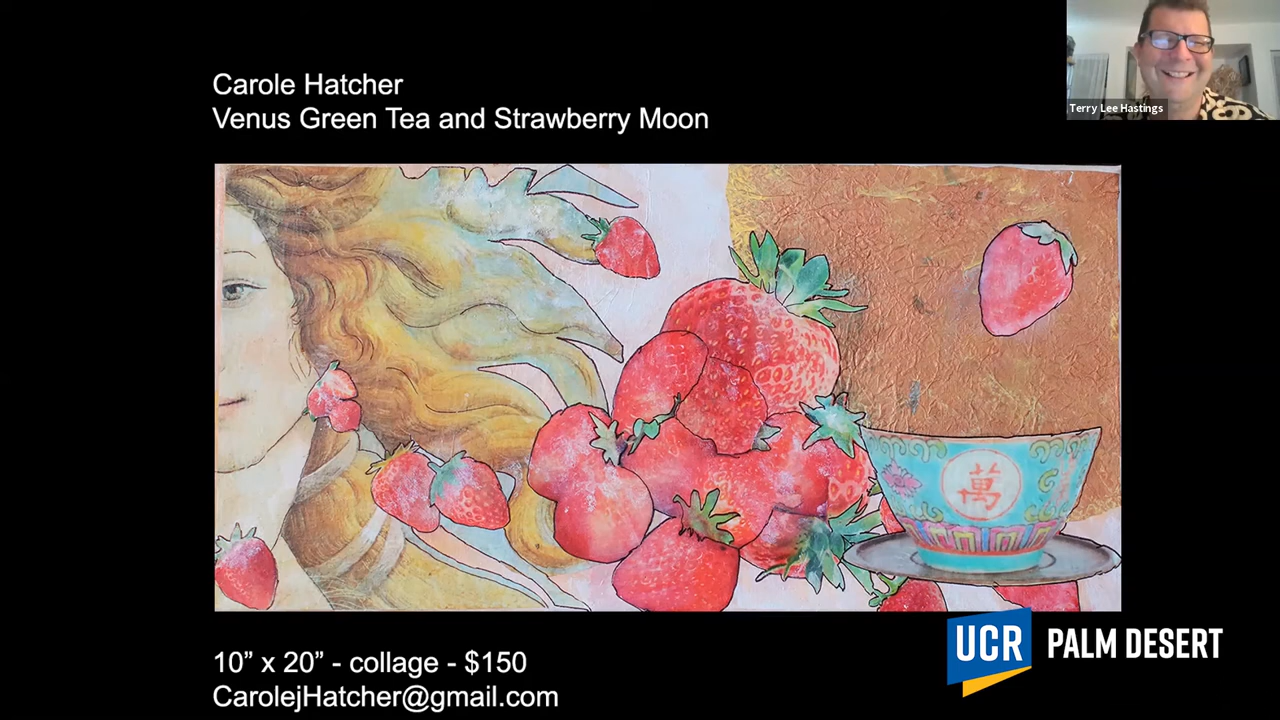 Carole Hatcher
Venus Green Tea and Strawberry Moon
Terry Lee Hastings
萬
10” x 20” - collage - $150
CarolejHatcher@gmail.com
UCR PALM DESERT